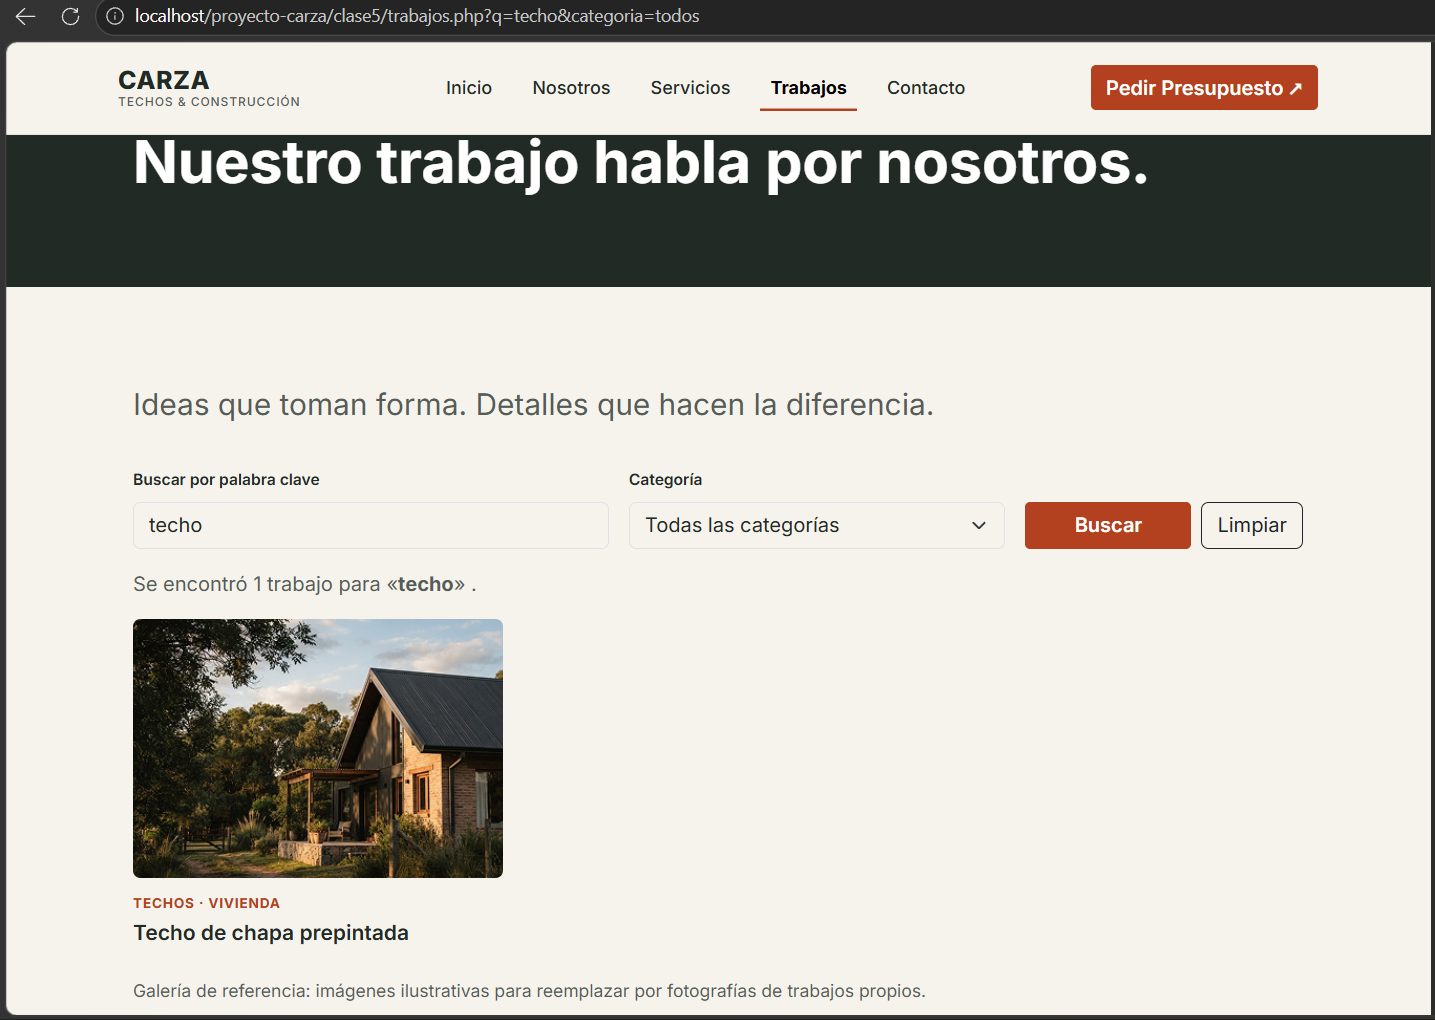 localhost/proyecto-carza/clase5/trabajos.php?q=techo&categoria=todos
CARZA
TECHOS & CONSTRUCCIÓN
Inicio
Nosotros
Servicios
Trabajos
Contacto
Pedir Presupuesto ↗
Nuestro trabajo habla por nosotros.
Ideas que toman forma. Detalles que hacen la diferencia.
Buscar por palabra clave
Categoría
techo
Todas las categorías
Buscar
Limpiar
Se encontró 1 trabajo para «techo» .
TECHOS · VIVIENDA
Techo de chapa prepintada
Galería de referencia: imágenes ilustrativas para reemplazar por fotografías de trabajos propios.